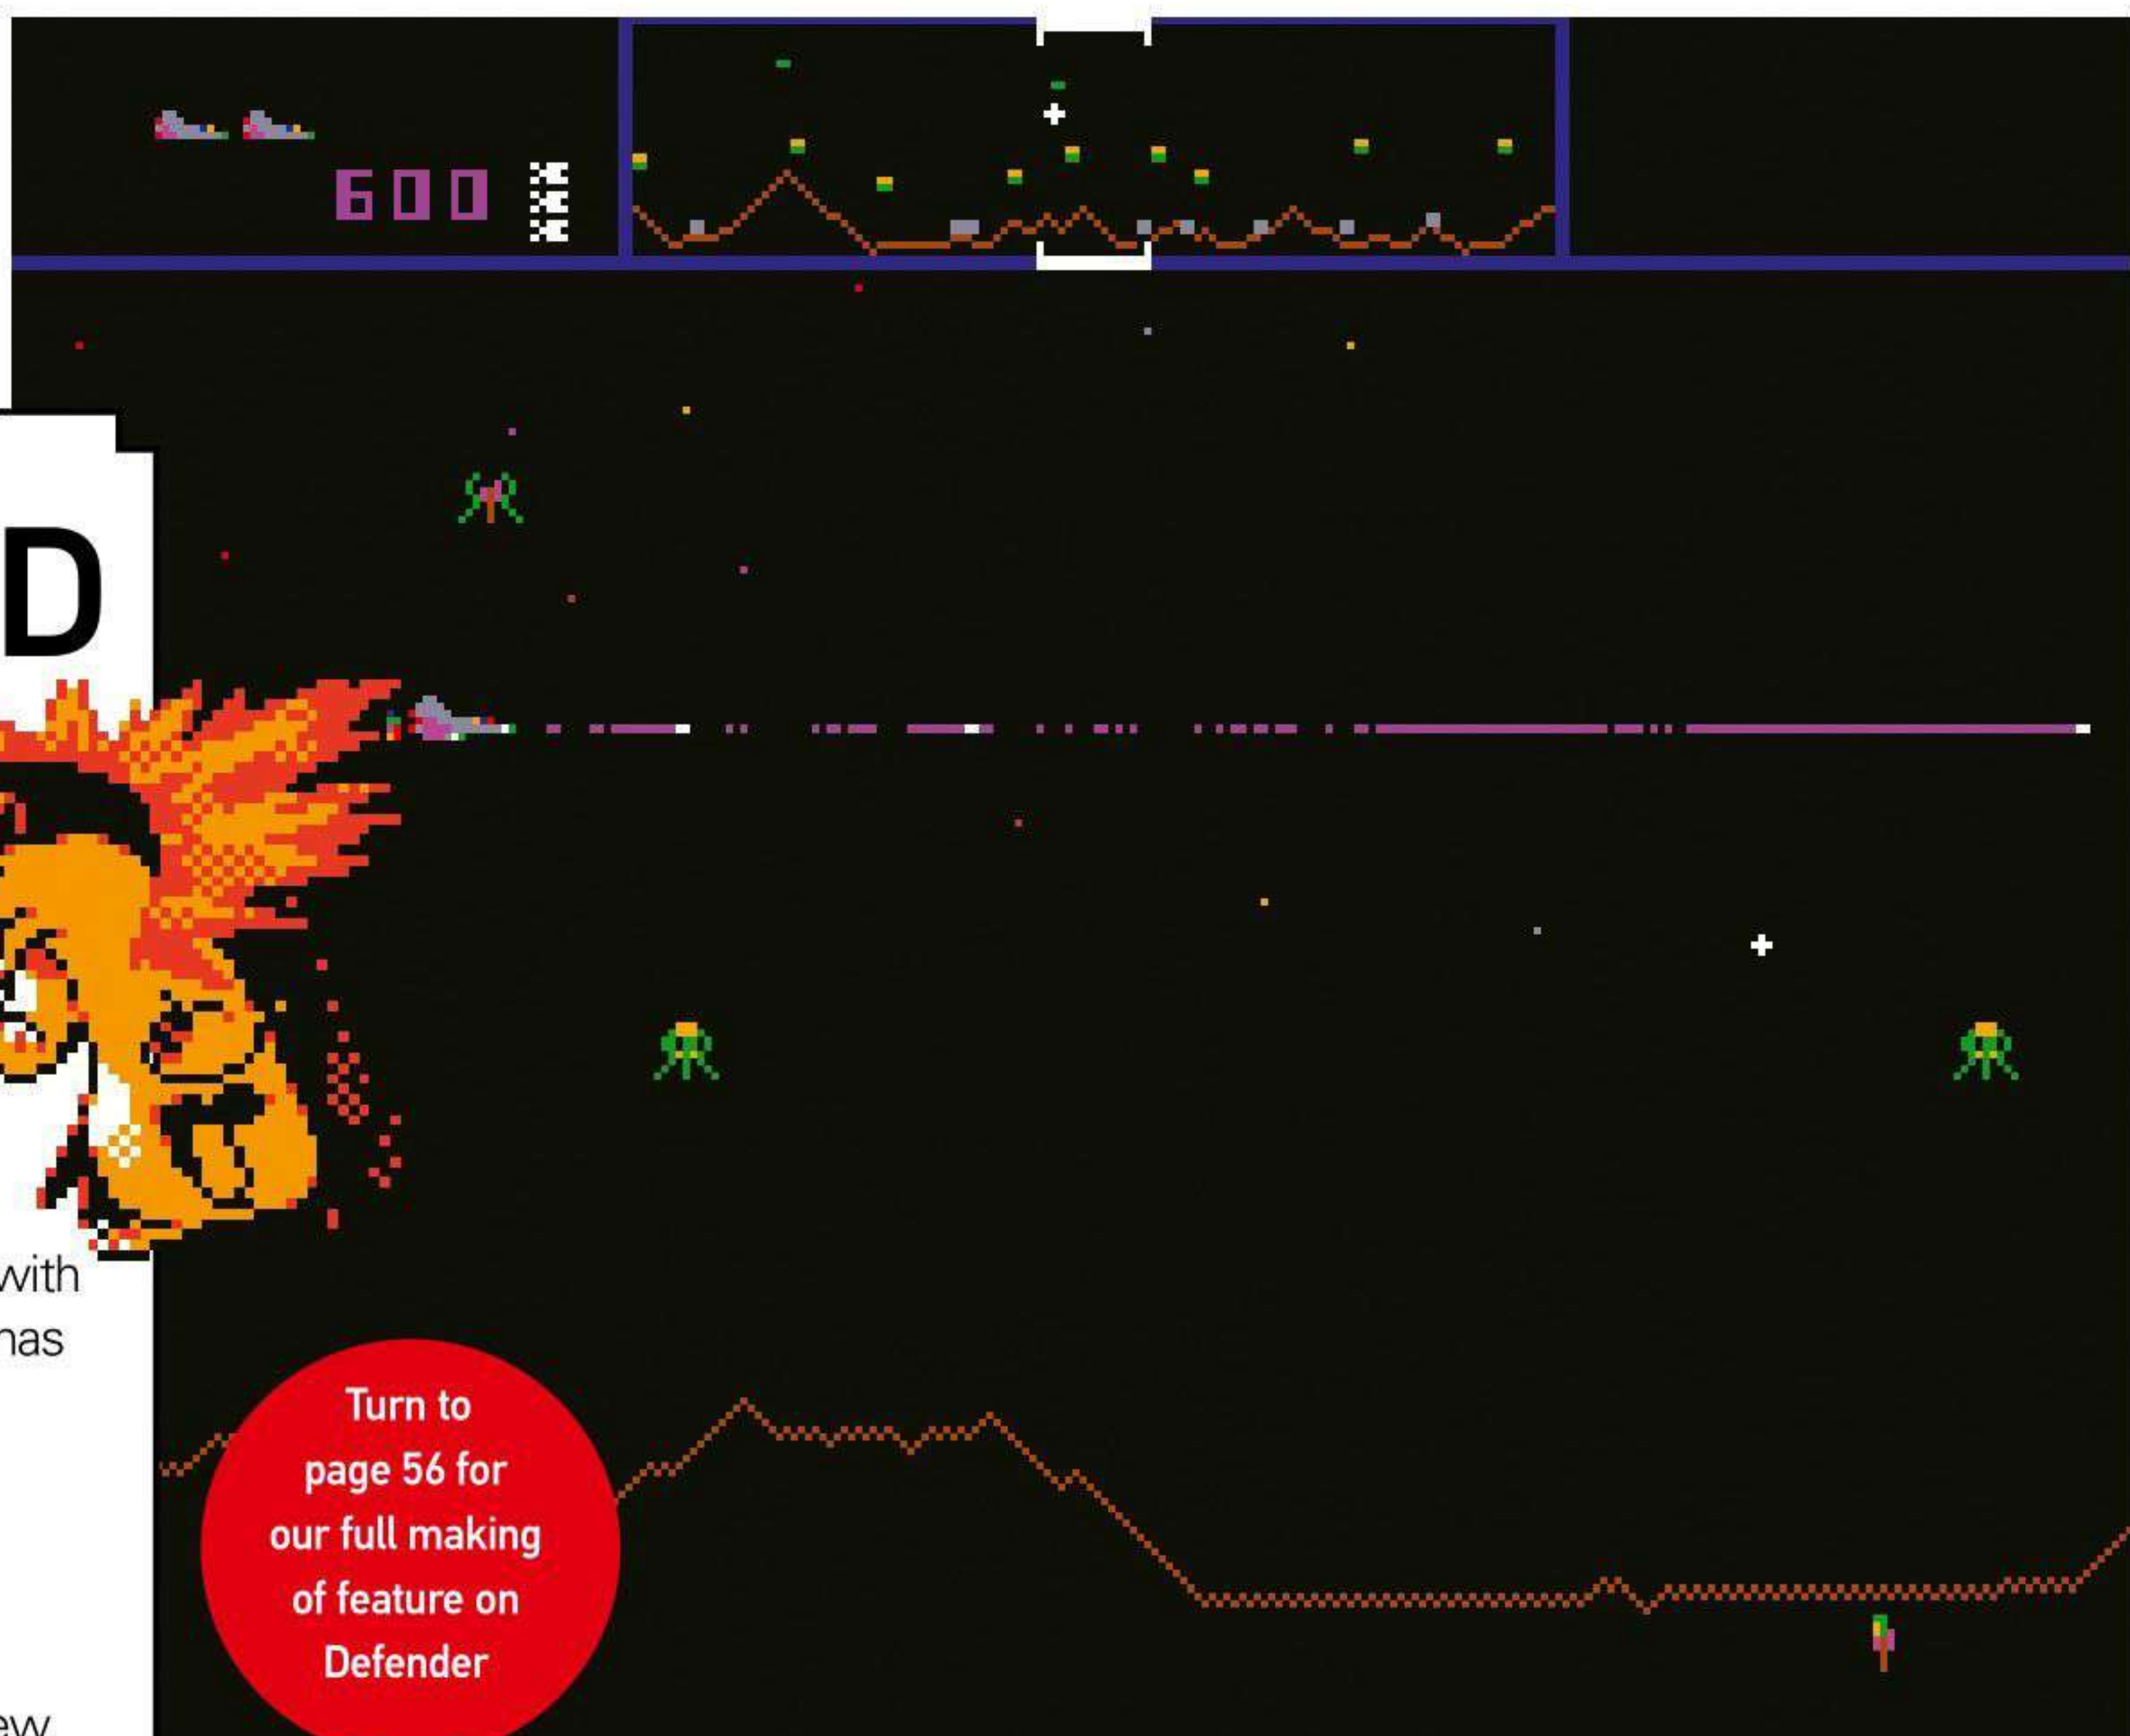 600
D
with
has
Turn to
page 56 for
our full making
of feature on
Defender